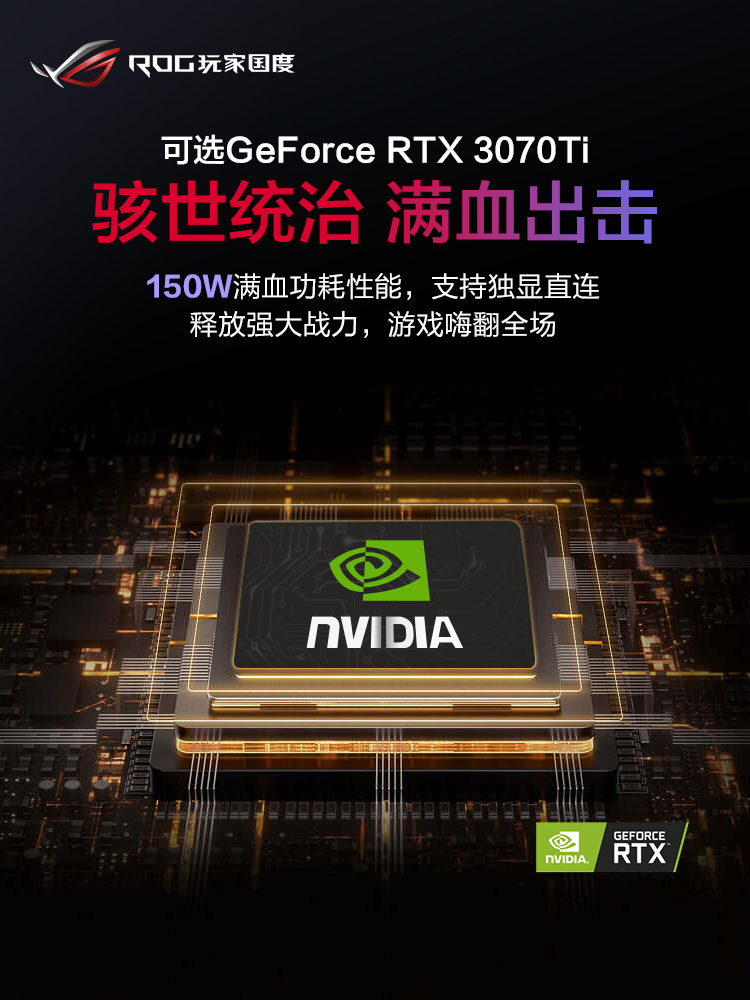 ROG玩家国度
可选GeForce RTX 3070Ti
骇世统治 满血出击
150W满血功耗性能，支持独显直连
释放强大战力，游戏嗨翻全场
NVIDIA
NVIDIA. GEFORCE RTX